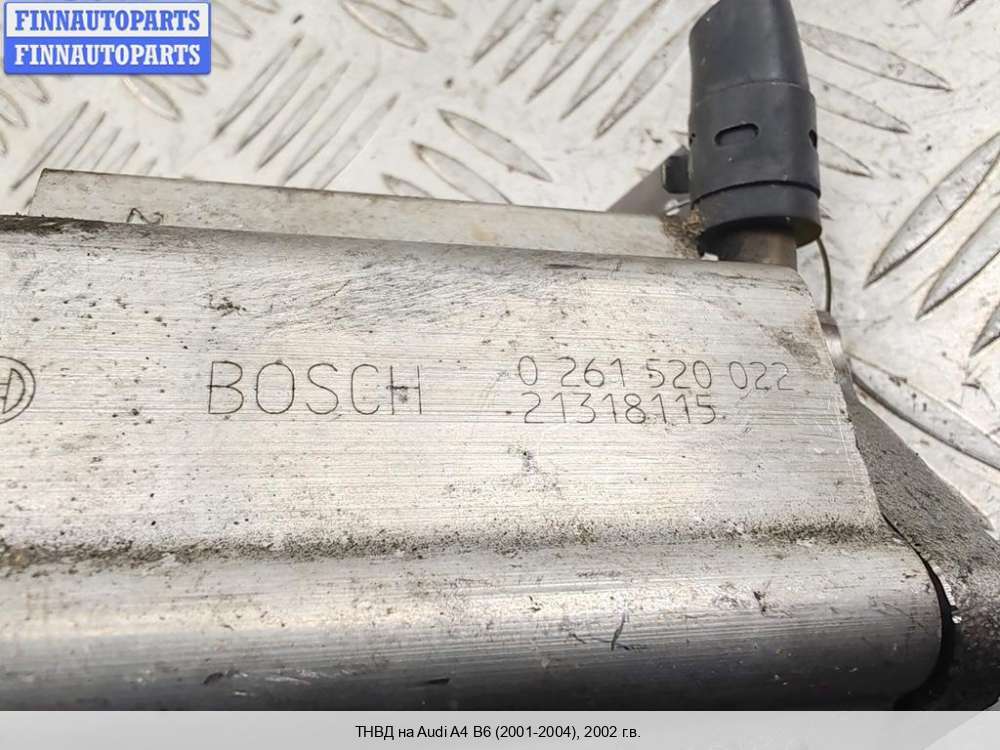 FINNAUTOPARTS
FINNAUTOPARTS
BOSCH 0 261 520 022
21318115
ТНВД на Audi A4 B6 (2001-2004), 2002 г.в.